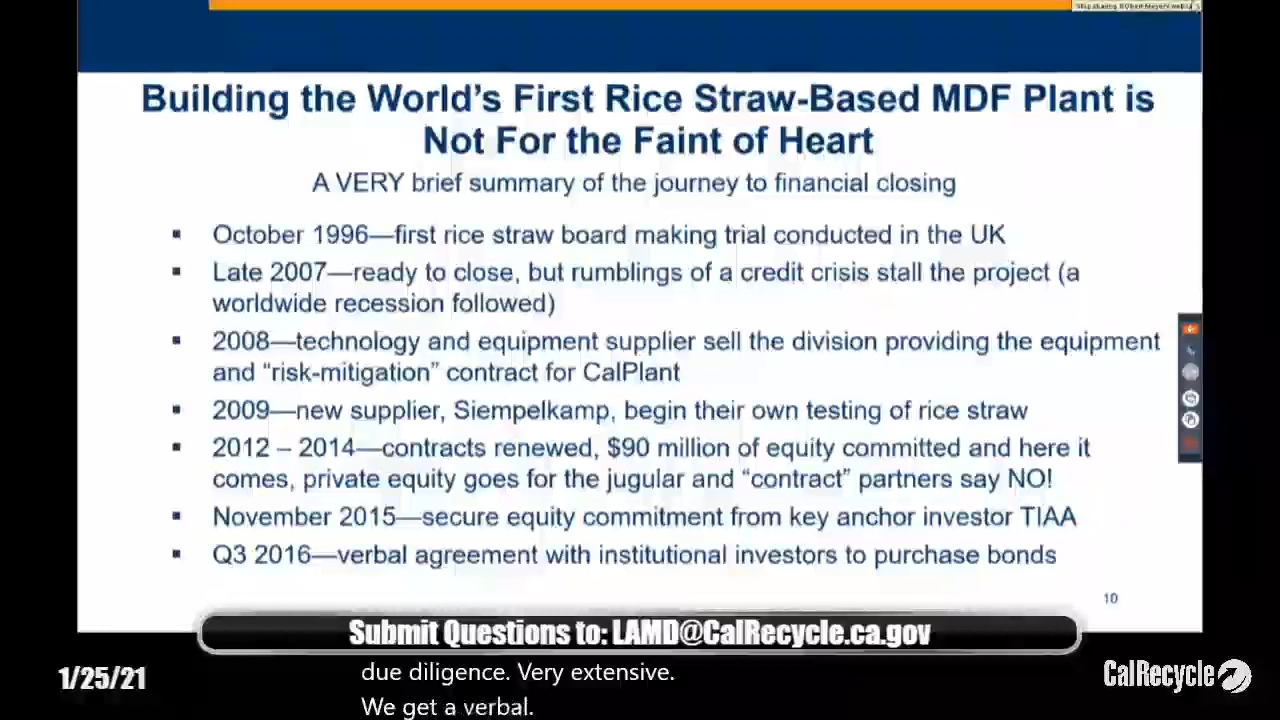 Building the World's First Rice Straw-Based MDF Plant is
Not For the Faint of Heart
A VERY brief summary of the journey to financial closing
▪ October 1996—first rice straw board making trial conducted in the UK
▪ Late 2007—ready to close, but rumblings of a credit crisis stall the project (a
worldwide recession followed)
▪ 2008—technology and equipment supplier sell the division providing the equipment
and “risk-mitigation” contract for CalPlant
▪ 2009—new supplier, Siempelkamp, begin their own testing of rice straw
▪ 2012 – 2014—contracts renewed, $90 million of equity committed and here it
comes, private equity goes for the jugular and “contract” partners say NO!
▪ November 2015—secure equity commitment from key anchor investor TIAA
▪ Q3 2016—verbal agreement with institutional investors to purchase bonds
10
Submit Questions to: LAMD@CalRecycle.ca.gov
1/25/21
due diligence. Very extensive.
We get a verbal.
CalRecycle